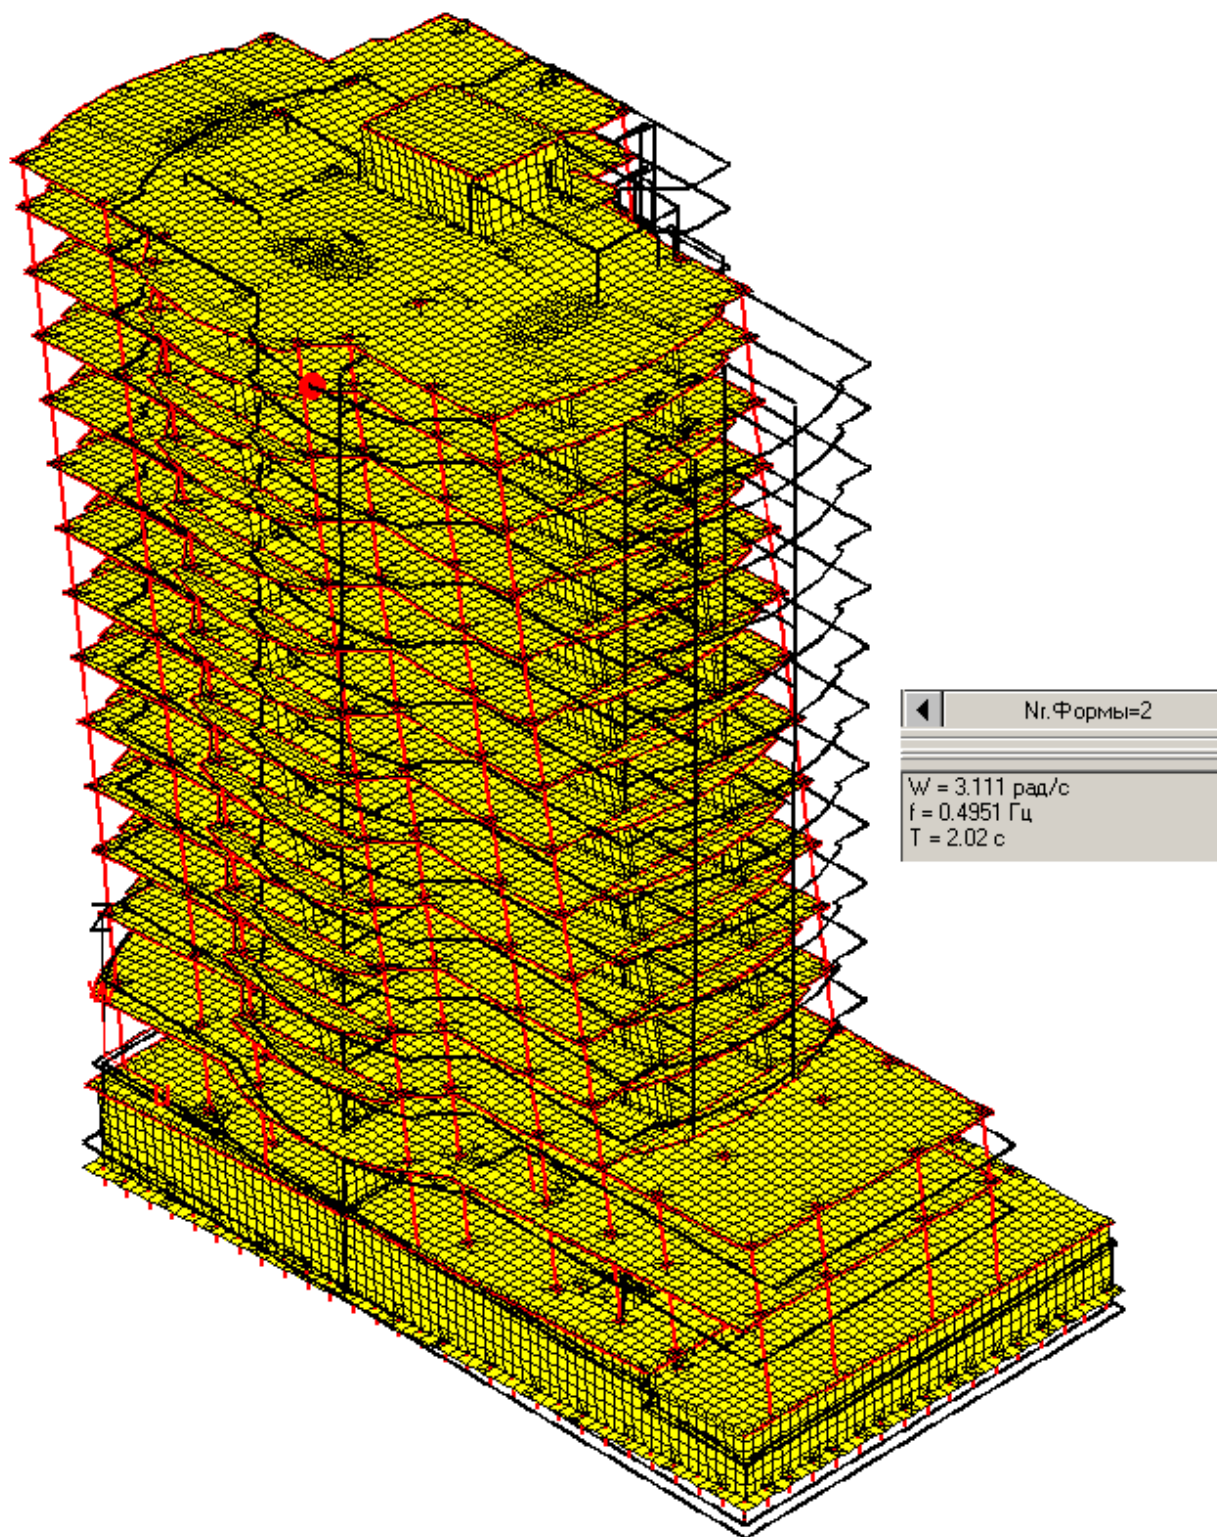 Nr.Формы=2
W = 3.111 рад/с
f = 0.4951 Гц
T = 2.02 с